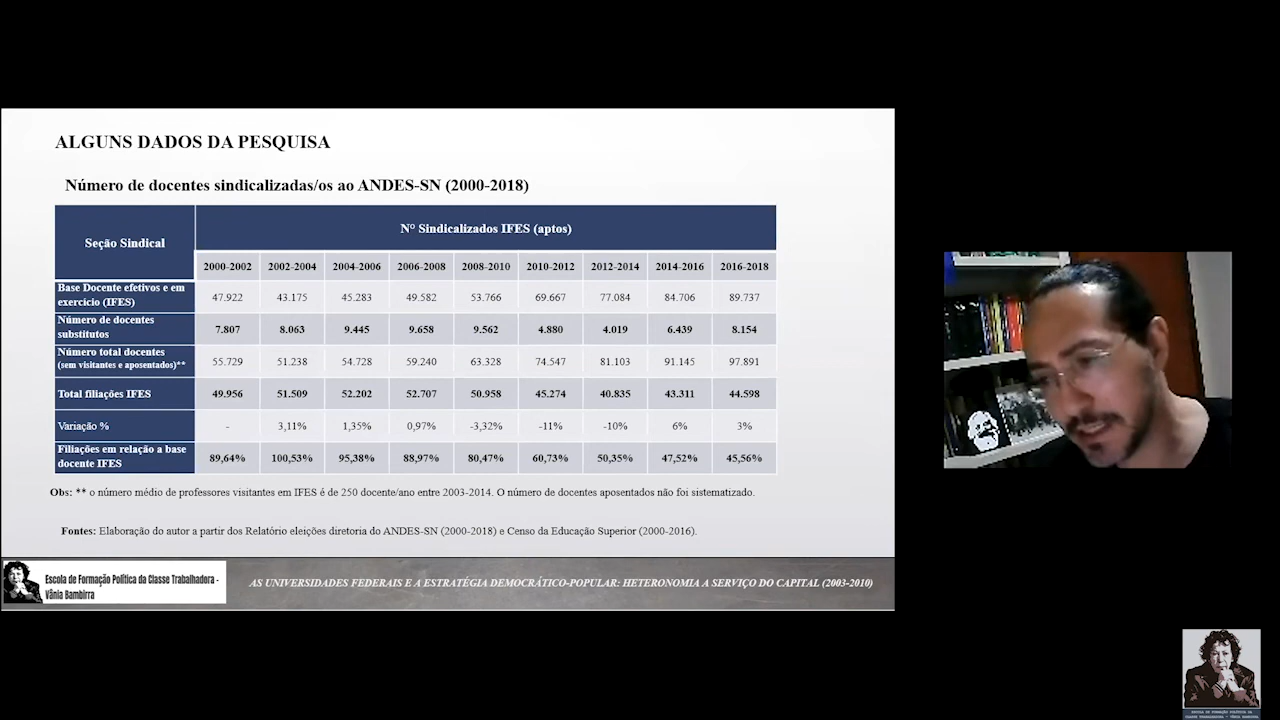 ALGUNS DADOS DA PESQUISA
Número de docentes sindicalizadas/os ao ANDES-SN (2000-2018)
Seção Sindical
Nº Sindicalizados IFES (aptos)
2000-2002 2002-2004 2004-2006 2006-2008 2008-2010 2010-2012 2012-2014 2014-2016 2016-2018
Base Docente efetivos e em
exercício (IFES)
47.922 43.175 45.283 49.582 53.766 69.667 77.084 84.706 89.737
Número de docentes
substitutos
7.807 8.063 9.445 9.658 9.562 4.880 4.019 6.439 8.154
Número total docentes
(sem visitantes e aposentados)**
55.729 51.238 54.728 59.240 63.328 74.547 81.103 91.145 97.891
Total filiações IFES 49.956 51.509 52.202 52.707 50.958 45.274 40.835 43.311 44.598
Variação % - 3,11% 1,35% 0,97% -3,32% -11% -10% 6% 3%
Filiações em relação a base
docente IFES
89,64% 100,53% 95,38% 88,97% 80,47% 60,73% 50,35% 47,52% 45,56%
Obs: ** o número médio de professores visitantes em IFES é de 250 docente/ano entre 2003-2014. O número de docentes aposentados não foi sistematizado.
Fontes: Elaboração do autor a partir dos Relatório eleições diretoria do ANDES-SN (2000-2018) e Censo da Educação Superior (2000-2016).
Escola de Formação Política da Classe Trabalhadora -
Vânia Bambirra
AS UNIVERSIDADES FEDERAIS E A ESTRATÉGIA DEMOCRÁTICO-POPULAR: HETERONOMIA A SERVIÇO DO CAPITAL (2003-2010)
ESCOLA DE FORMAÇÃO POLÍTICA DA
CLASSE TRABALHADORA - VÂNIA BAMBIRRA